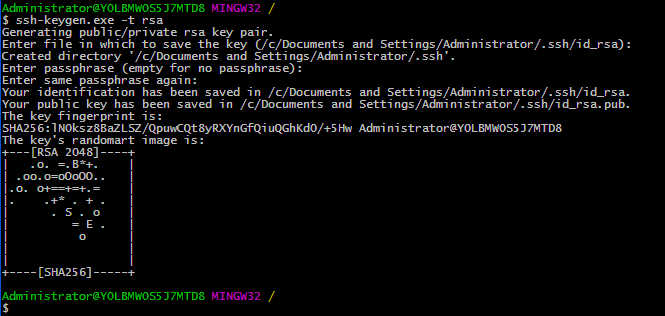 Administrator@YOLBMWOS5J7MTD8 MINGW32 /
$ ssh-keygen.exe -t rsa
Generating public/private rsa key pair.
Enter file in which to save the key (/c/Documents and Settings/Administrator/.ssh/id_rsa):
Created directory '/c/Documents and Settings/Administrator/.ssh'.
Enter passphrase (empty for no passphrase):
Enter same passphrase again:
Your identification has been saved in /c/Documents and Settings/Administrator/.ssh/id_rsa.
Your public key has been saved in /c/Documents and Settings/Administrator/.ssh/id_rsa.pub.
The key fingerprint is:
SHA256:lNOksz8BaZLSZ/QpuwCQt8yRXYnGfQiuQGhKdO/+5Hw Administrator@YOLBMWOS5J7MTD8
The key's randomart image is:
+---[RSA 2048]----+
|   .o. =.B*+.    |
| .oo.o=oOoOO..   |
|.o. o+==+=+.=    |
|.    .+* . + .   |
|      . S . o    |
|         = E .   |
|          o      |
|                 |
|                 |
+----[SHA256]-----+
Administrator@YOLBMWOS5J7MTD8 MINGW32 /
$